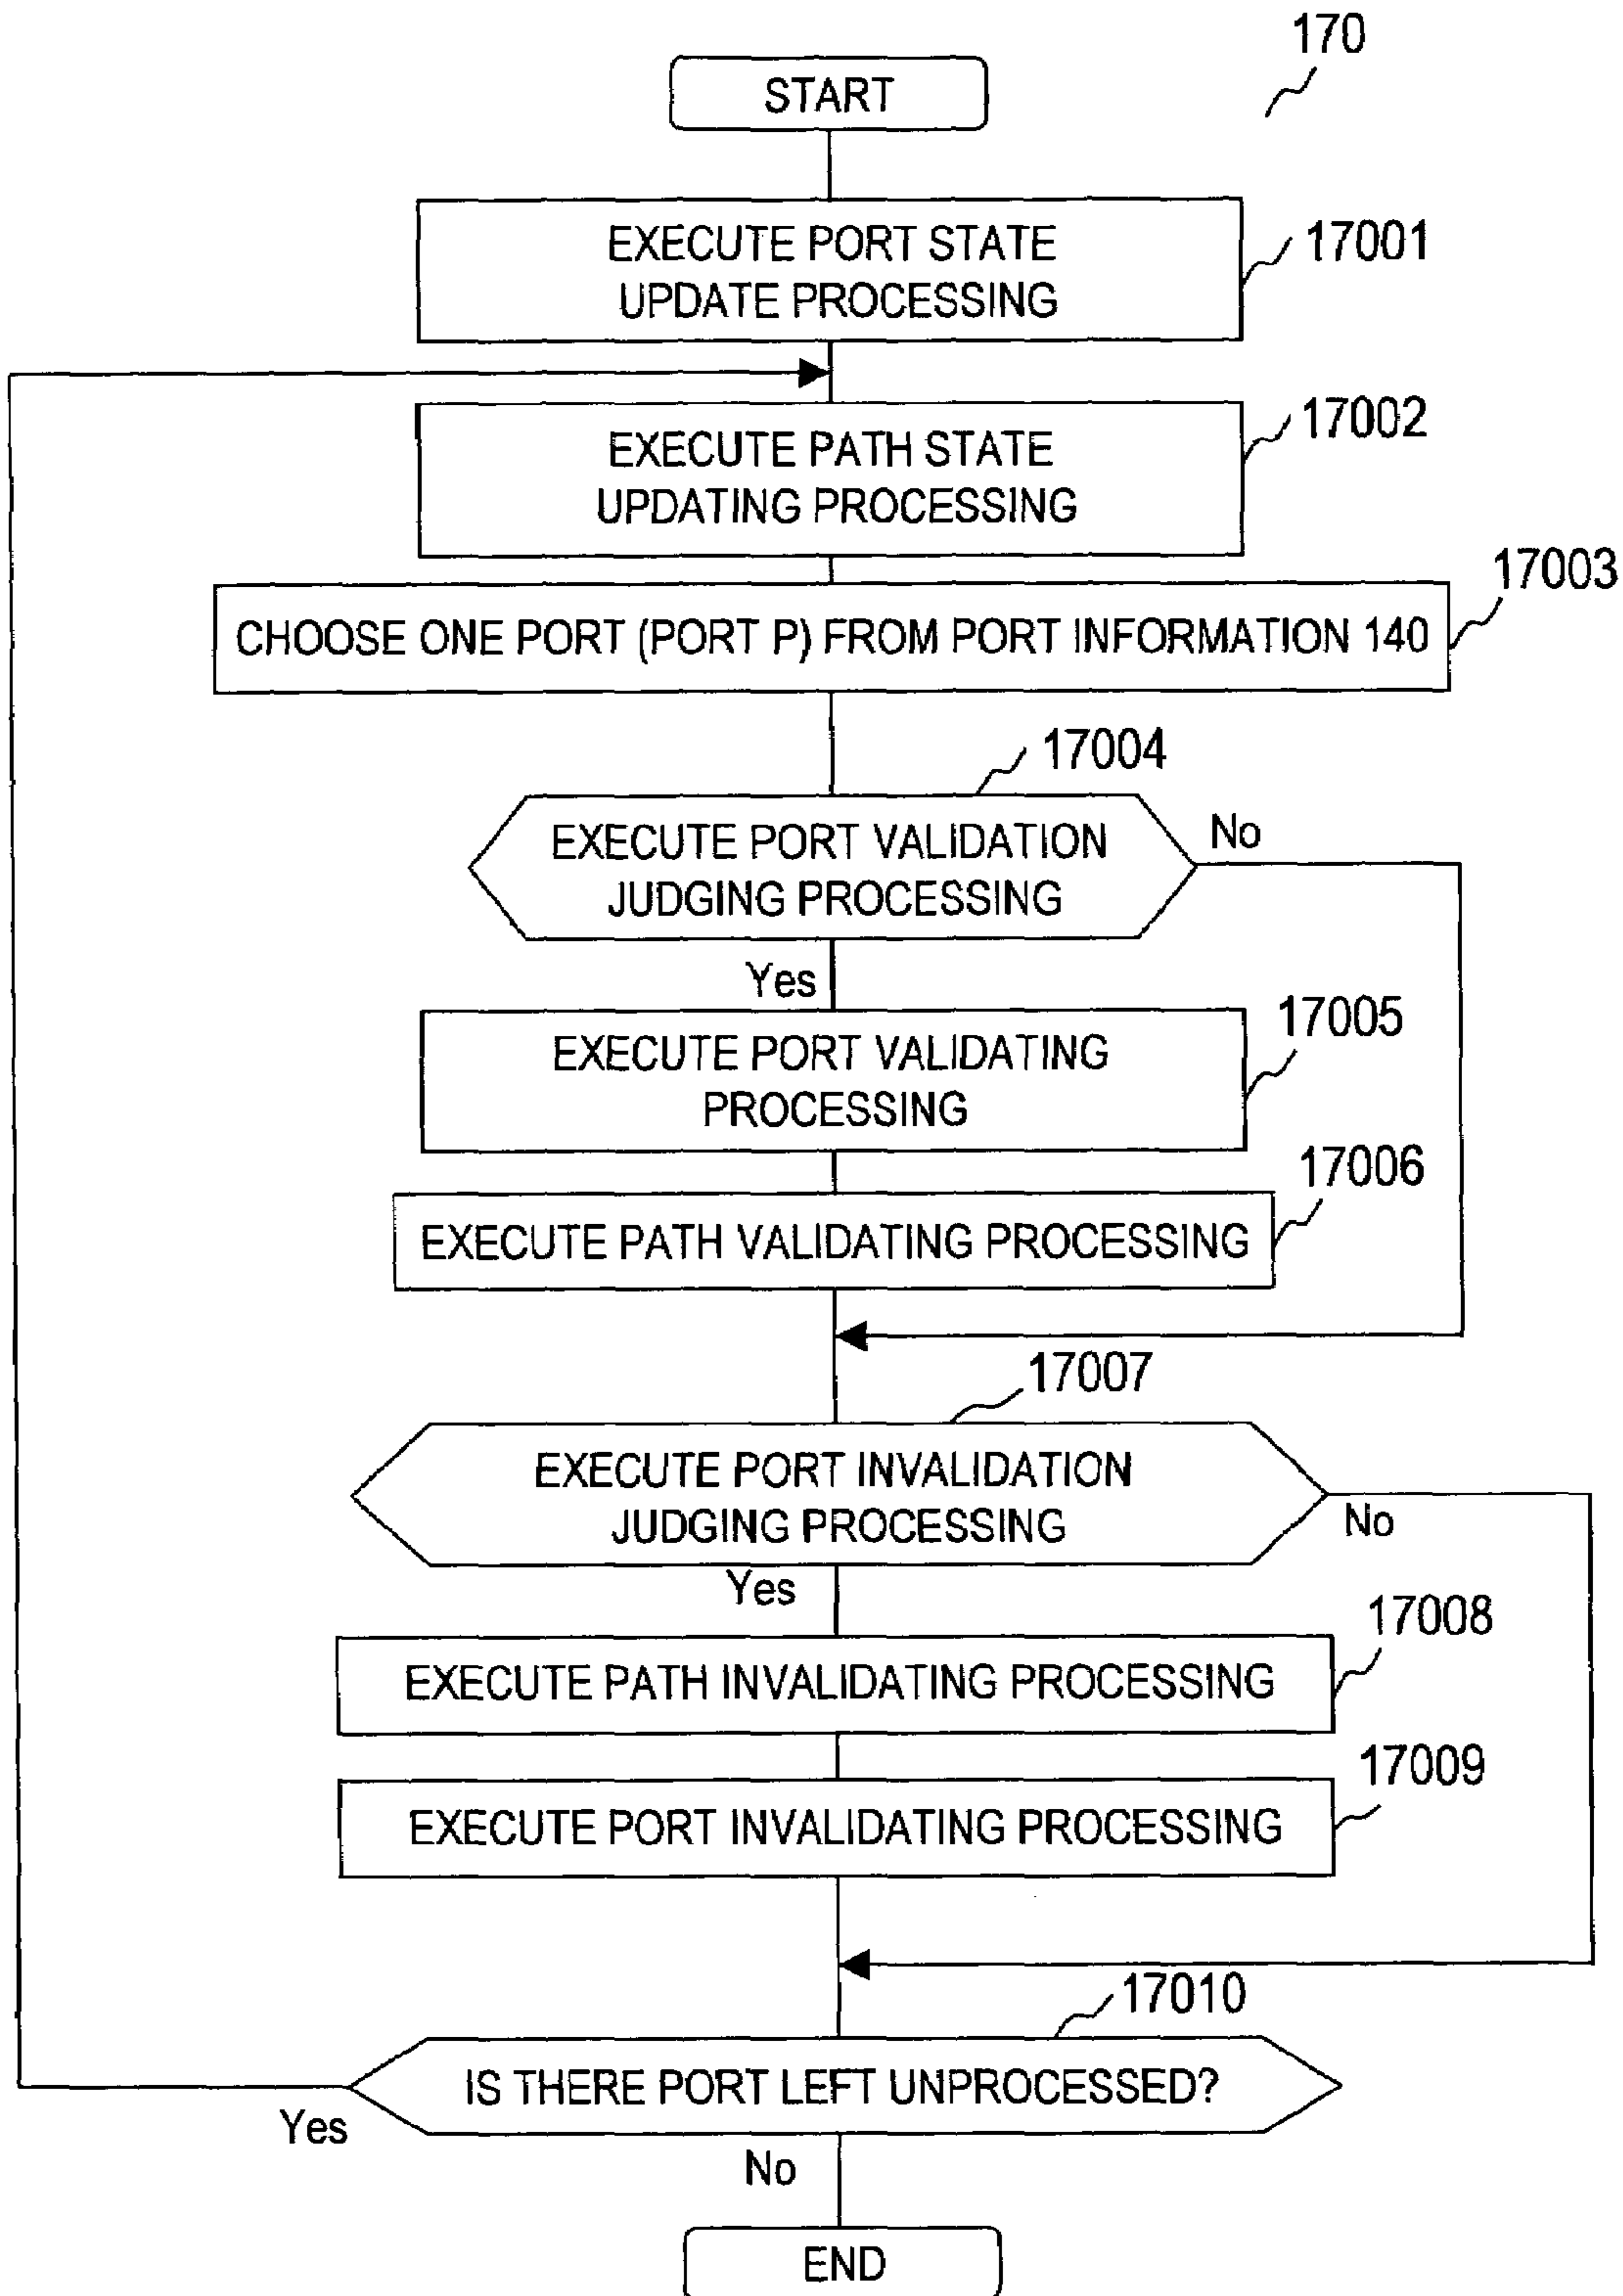 170
START
EXECUTE PORT STATE
UPDATE PROCESSING
17001
EXECUTE PATH STATE
UPDATING PROCESSING
17002
CHOOSE ONE PORT (PORT P) FROM PORT INFORMATION 140
17003
17004
EXECUTE PORT VALIDATION
JUDGING PROCESSING
No
Yes
EXECUTE PORT VALIDATING
PROCESSING
17005
17006
EXECUTE PATH VALIDATING PROCESSING
17007
EXECUTE PORT INVALIDATION
JUDGING PROCESSING
No
Yes
17008
EXECUTE PATH INVALIDATING PROCESSING
17009
EXECUTE PORT INVALIDATING PROCESSING
17010
IS THERE PORT LEFT UNPROCESSED?
Yes
No
END